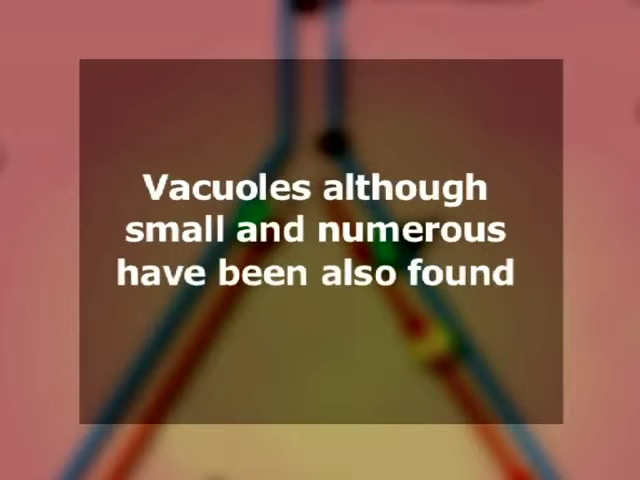 Vacuoles although
small and numerous
have been also found